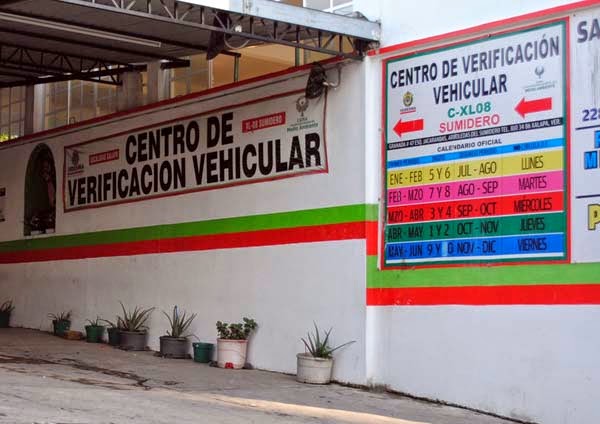 XL-08 SUMIDERO
CENTRO DE
VERIFICACION VEHICULAR
CENTRO DE VERIFICACIÓN
VEHICULAR
C-XL08
SUMIDERO
CALENDARIO OFICIAL
ENE - FEB 5 Y 6 JUL - AGO LUNES
FEB - MZO 7 Y 8 AGO - SEP MARTES
MZO - ABR 3 Y 4 SEP - OCT MIERCOLES
ABR - MAY 1 Y 2 OCT - NOV JUEVES
MAY - JUN 9 Y 0 NOV - DIC VIERNES
SA
228